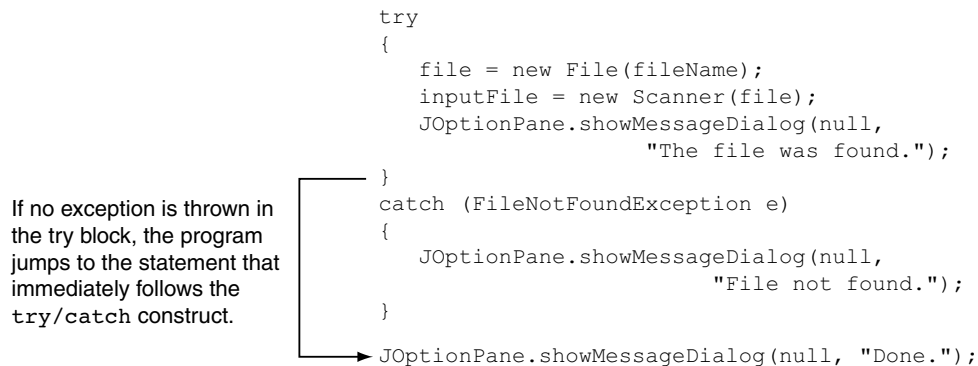 try
{
file = new File(fileName);
inputFile = new Scanner(file);
JOptionPane.showMessageDialog(null,
"The file was found.");
}
catch (FileNotFoundException e)
{
JOptionPane.showMessageDialog(null,
"File not found.");
}
JOptionPane.showMessageDialog(null, "Done.");
If no exception is thrown in
the try block, the program
jumps to the statement that
immediately follows the
try/catch construct.